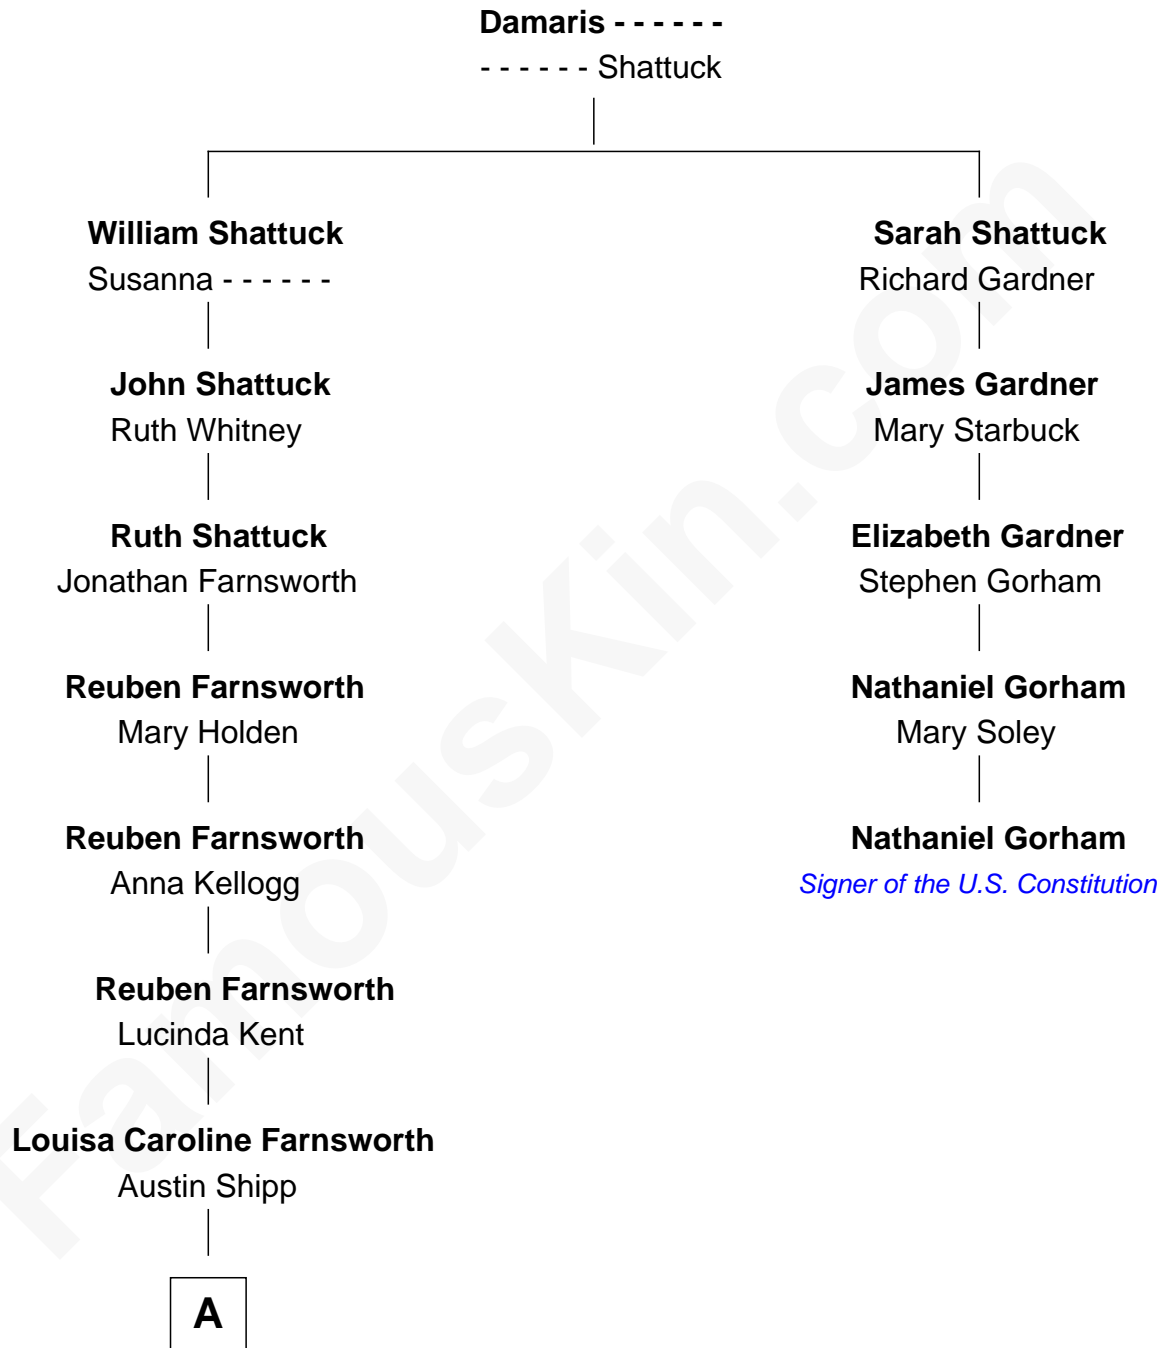 Damaris - - - - - -
- - - - - - Shattuck
William Shattuck
Susanna - - - - - -
Sarah Shattuck
Richard Gardner
John Shattuck
Ruth Whitney
James Gardner
Mary Starbuck
Ruth Shattuck
Jonathan Farnsworth
Elizabeth Gardner
Stephen Gorham
Reuben Farnsworth
Mary Holden
Nathaniel Gorham
Mary Soley
Reuben Farnsworth
Anna Kellogg
Nathaniel Gorham
Signer of the U.S. Constitution
Reuben Farnsworth
Lucinda Kent
Louisa Caroline Farnsworth
Austin Shipp
A
FamousKin.com